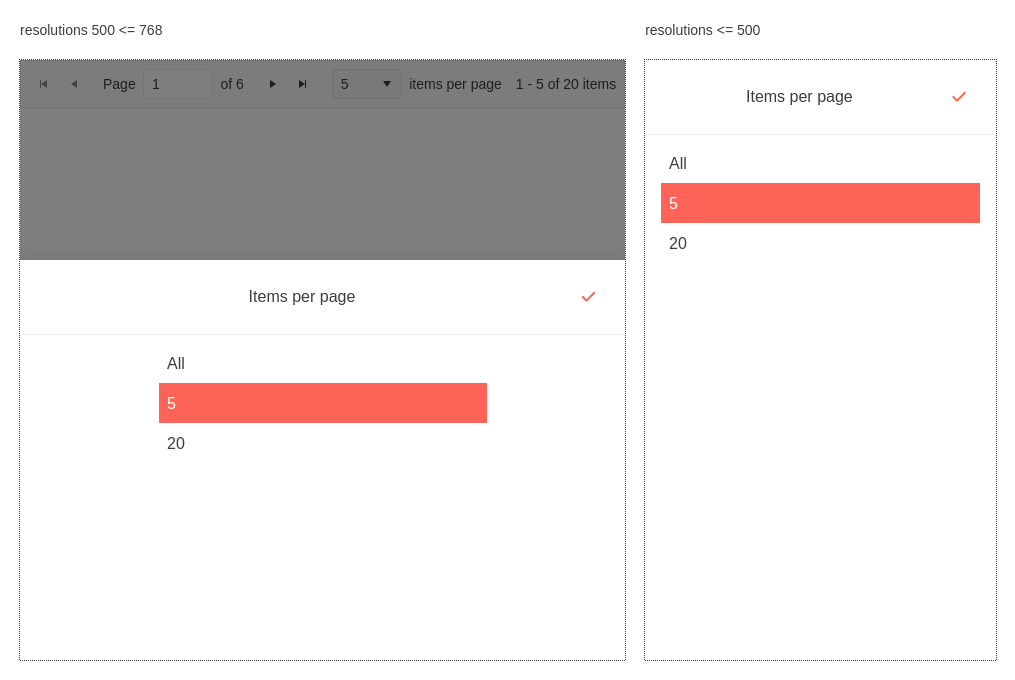 resolutions 500 <= 768
Page 1 of 6 5 items per page 1 - 5 of 20 items
Items per page
All
5
20
resolutions <= 500
Items per page
All
5
20